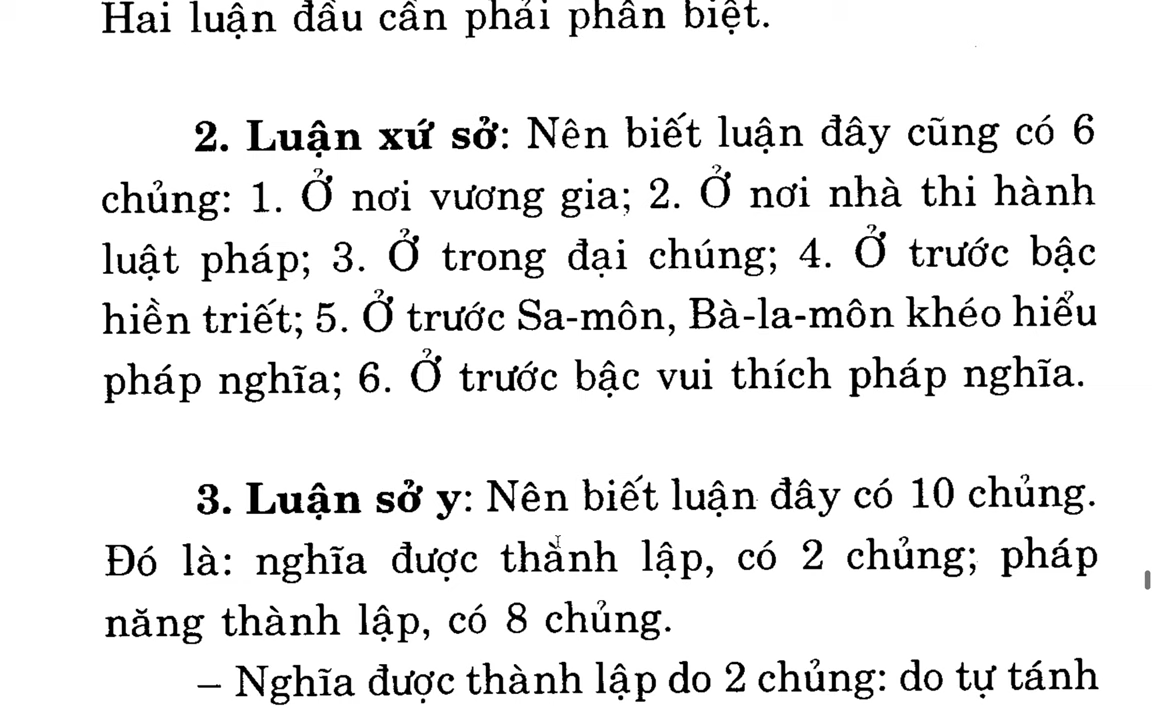 Hai luận đầu cần phải phân biệt.
2. Luận xứ sở: Nên biết luận đây cũng có 6
chủng: 1. Ở nơi vương gia; 2. Ở nơi nhà thi hành
luật pháp; 3. Ở trong đại chúng; 4. Ở trước bậc
hiền triết; 5. Ở trước Sa-môn, Bà-la-môn khéo hiểu
pháp nghĩa; 6. Ở trước bậc vui thích pháp nghĩa.
3. Luận sở y: Nên biết luận đây có 10 chủng.
Đó là: nghĩa được thành lập, có 2 chủng; pháp
năng thành lập, có 8 chủng.
– Nghĩa được thành lập do 2 chủng: do tự tánh